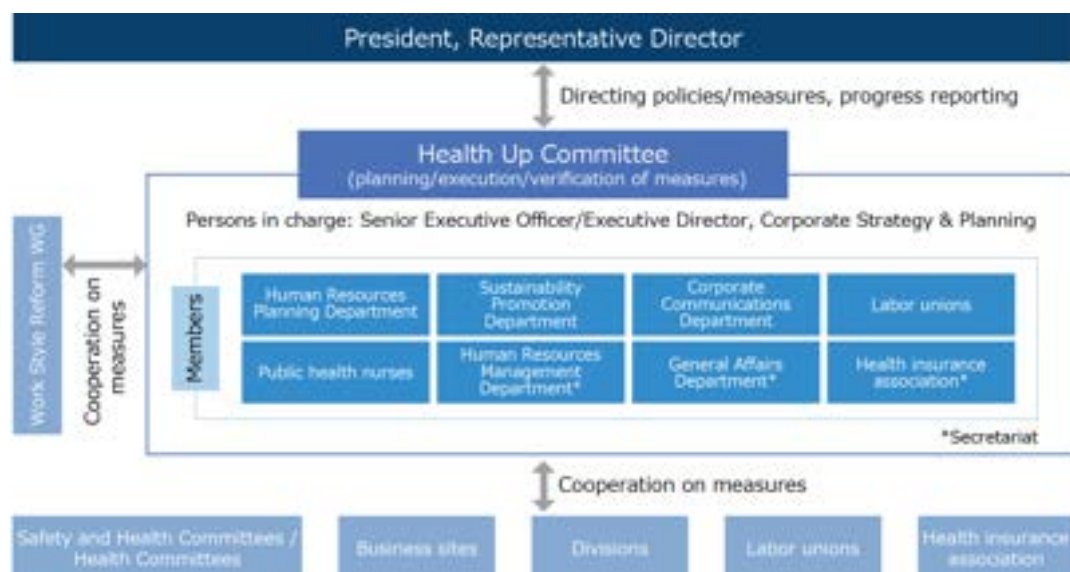 President, Representative Director
Directing policies/measures, progress reporting
Health Up Committee
(planning/execution/verification of measures)
Persons in charge: Senior Executive Officer/Executive Director, Corporate Strategy & Planning
Work Style Reform WG
Cooperation on
measures
Members
Human Resources
Planning Department
Sustainability
Promotion
Department
Corporate
Communications
Department
Labor unions
Public health nurses
Human Resources
Management
Department*
General Affairs
Department*
Health insurance
association*
*Secretariat
Cooperation on measures
Safety and Health Committees /
Health Committees
Business sites
Divisions
Labor unions
Health insurance
association